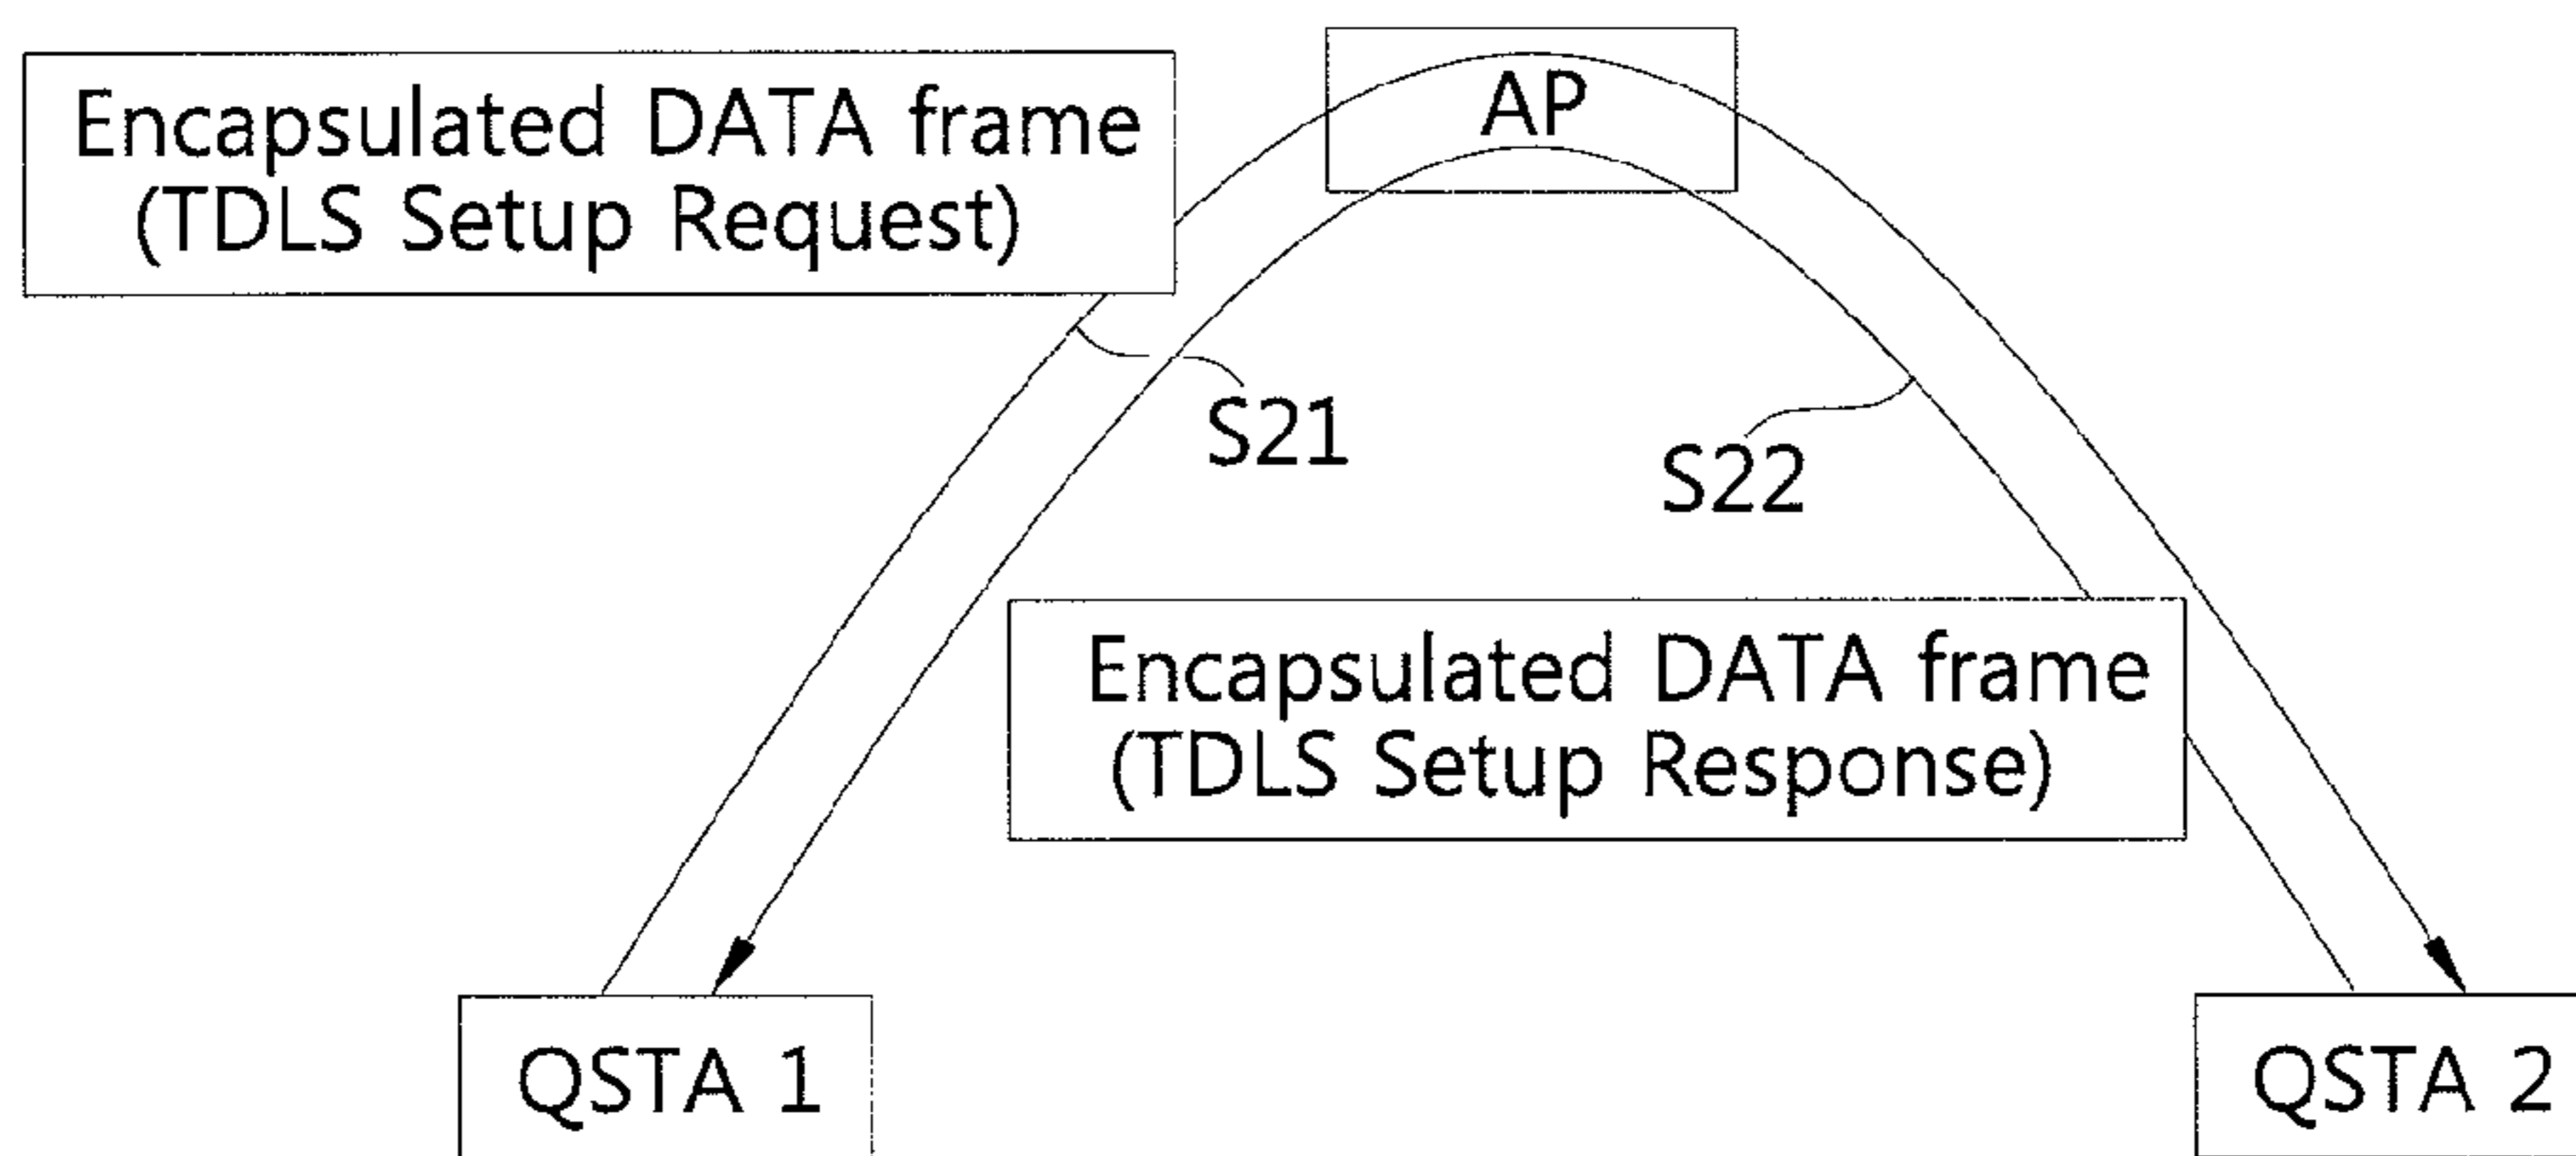 AP
Encapsulated DATA frame
(TDLS Setup Request)
S21
S22
Encapsulated DATA frame
(TDLS Setup Response)
QSTA 1
QSTA 2